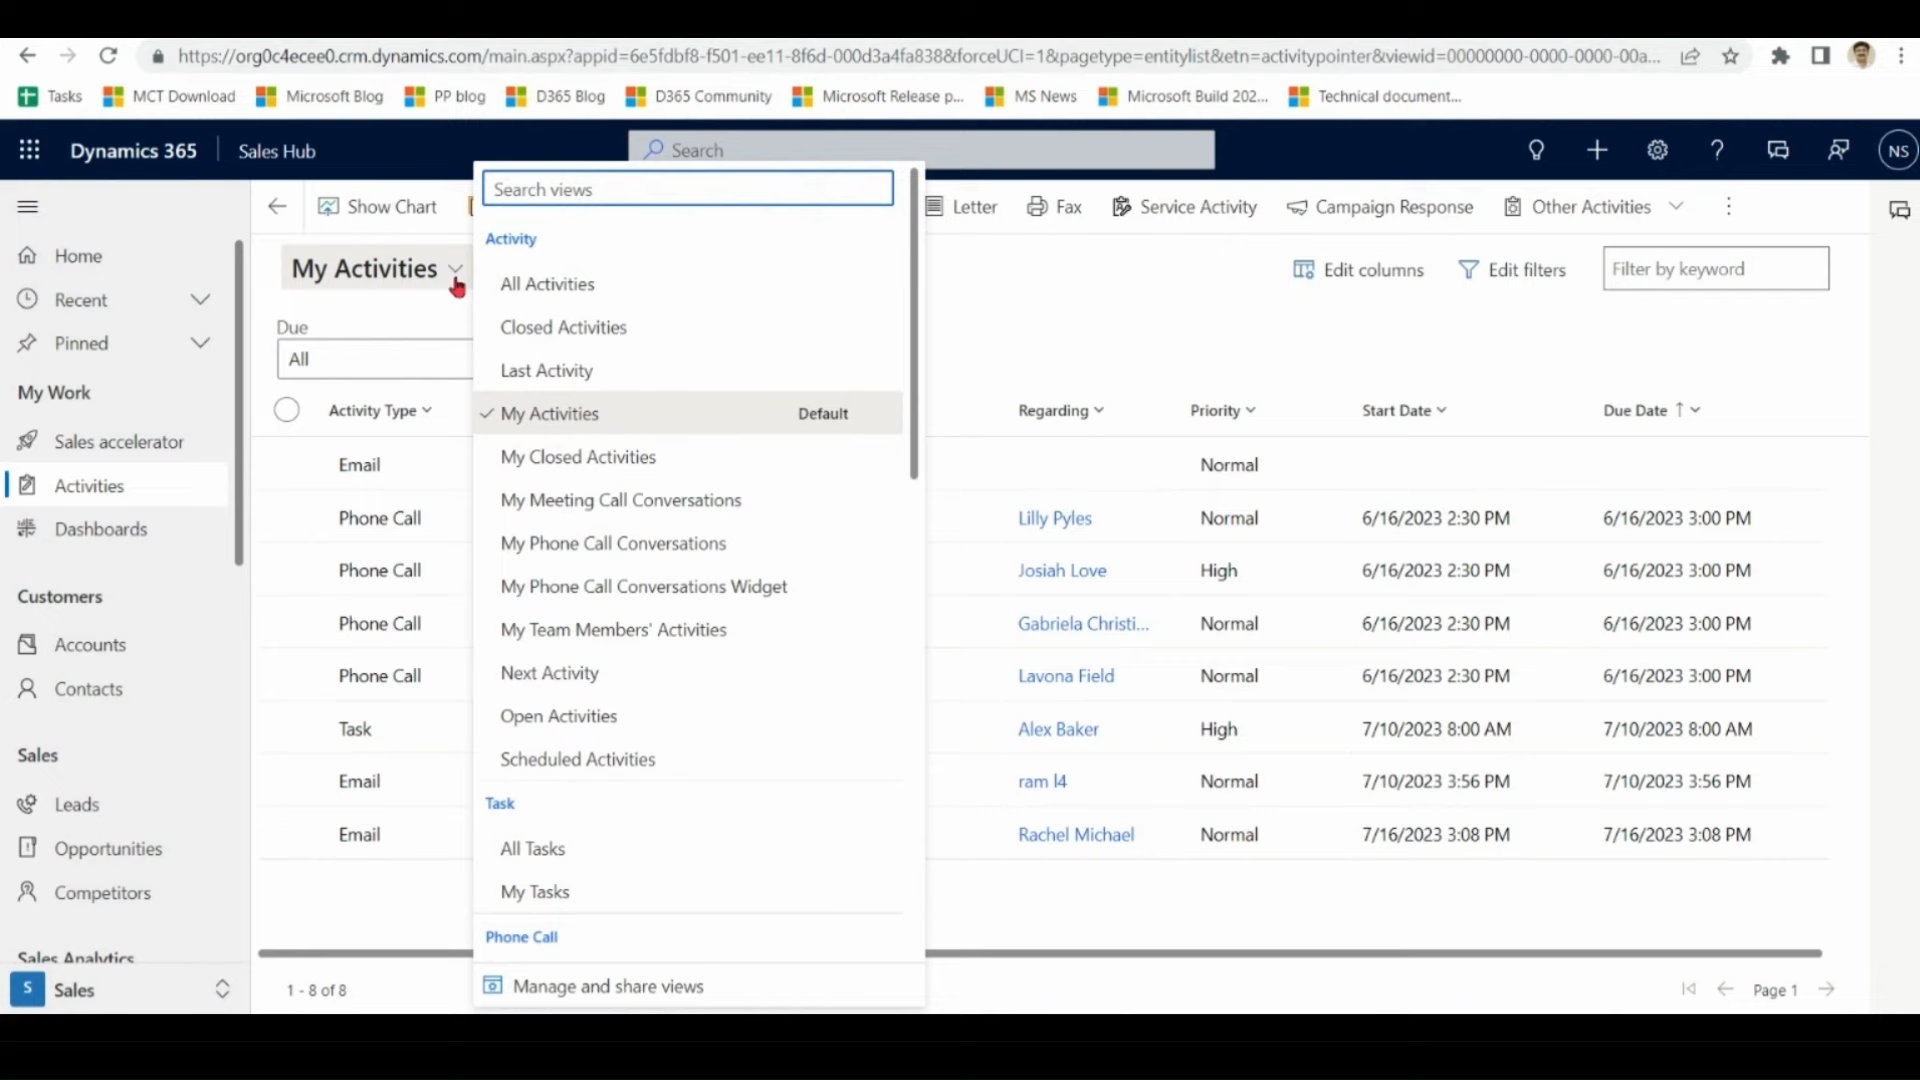 https://org0c4ecee0.crm.dynamics.com/main.aspx?appid=6e5fdbf8-f501-ee11-8f6d-000d3a4fa838&forceUCI=1&pagetype=entitylist&etn=activitypointer&viewid=00000000-0000-0000-00a...
Tasks MCT Download Microsoft Blog PP blog D365 Blog D365 Community Microsoft Release p... MS News Microsoft Build 202... Technical document...
Dynamics 365 Sales Hub Search NS
Show Chart Letter Fax Service Activity Campaign Response Other Activities
Home
Recent
Pinned
My Work
Sales accelerator
Activities
Dashboards
Customers
Accounts
Contacts
Sales
Leads
Opportunities
Competitors
Sales Analytics
S Sales
My Activities
Edit columns Edit filters Filter by keyword
Due
All
Search views
Activity
All Activities
Closed Activities
Last Activity
My Activities Default
My Closed Activities
My Meeting Call Conversations
My Phone Call Conversations
My Phone Call Conversations Widget
My Team Members' Activities
Next Activity
Open Activities
Scheduled Activities
Task
All Tasks
My Tasks
Phone Call
Manage and share views
Activity Type Regarding Priority Start Date Due Date
Email Normal
Phone Call Lilly Pyles Normal 6/16/2023 2:30 PM 6/16/2023 3:00 PM
Phone Call Josiah Love High 6/16/2023 2:30 PM 6/16/2023 3:00 PM
Phone Call Gabriela Christi... Normal 6/16/2023 2:30 PM 6/16/2023 3:00 PM
Phone Call Lavona Field Normal 6/16/2023 2:30 PM 6/16/2023 3:00 PM
Task Alex Baker High 7/10/2023 8:00 AM 7/10/2023 8:00 AM
Email ram l4 Normal 7/10/2023 3:56 PM 7/10/2023 3:56 PM
Email Rachel Michael Normal 7/16/2023 3:08 PM 7/16/2023 3:08 PM
1 - 8 of 8 Page 1